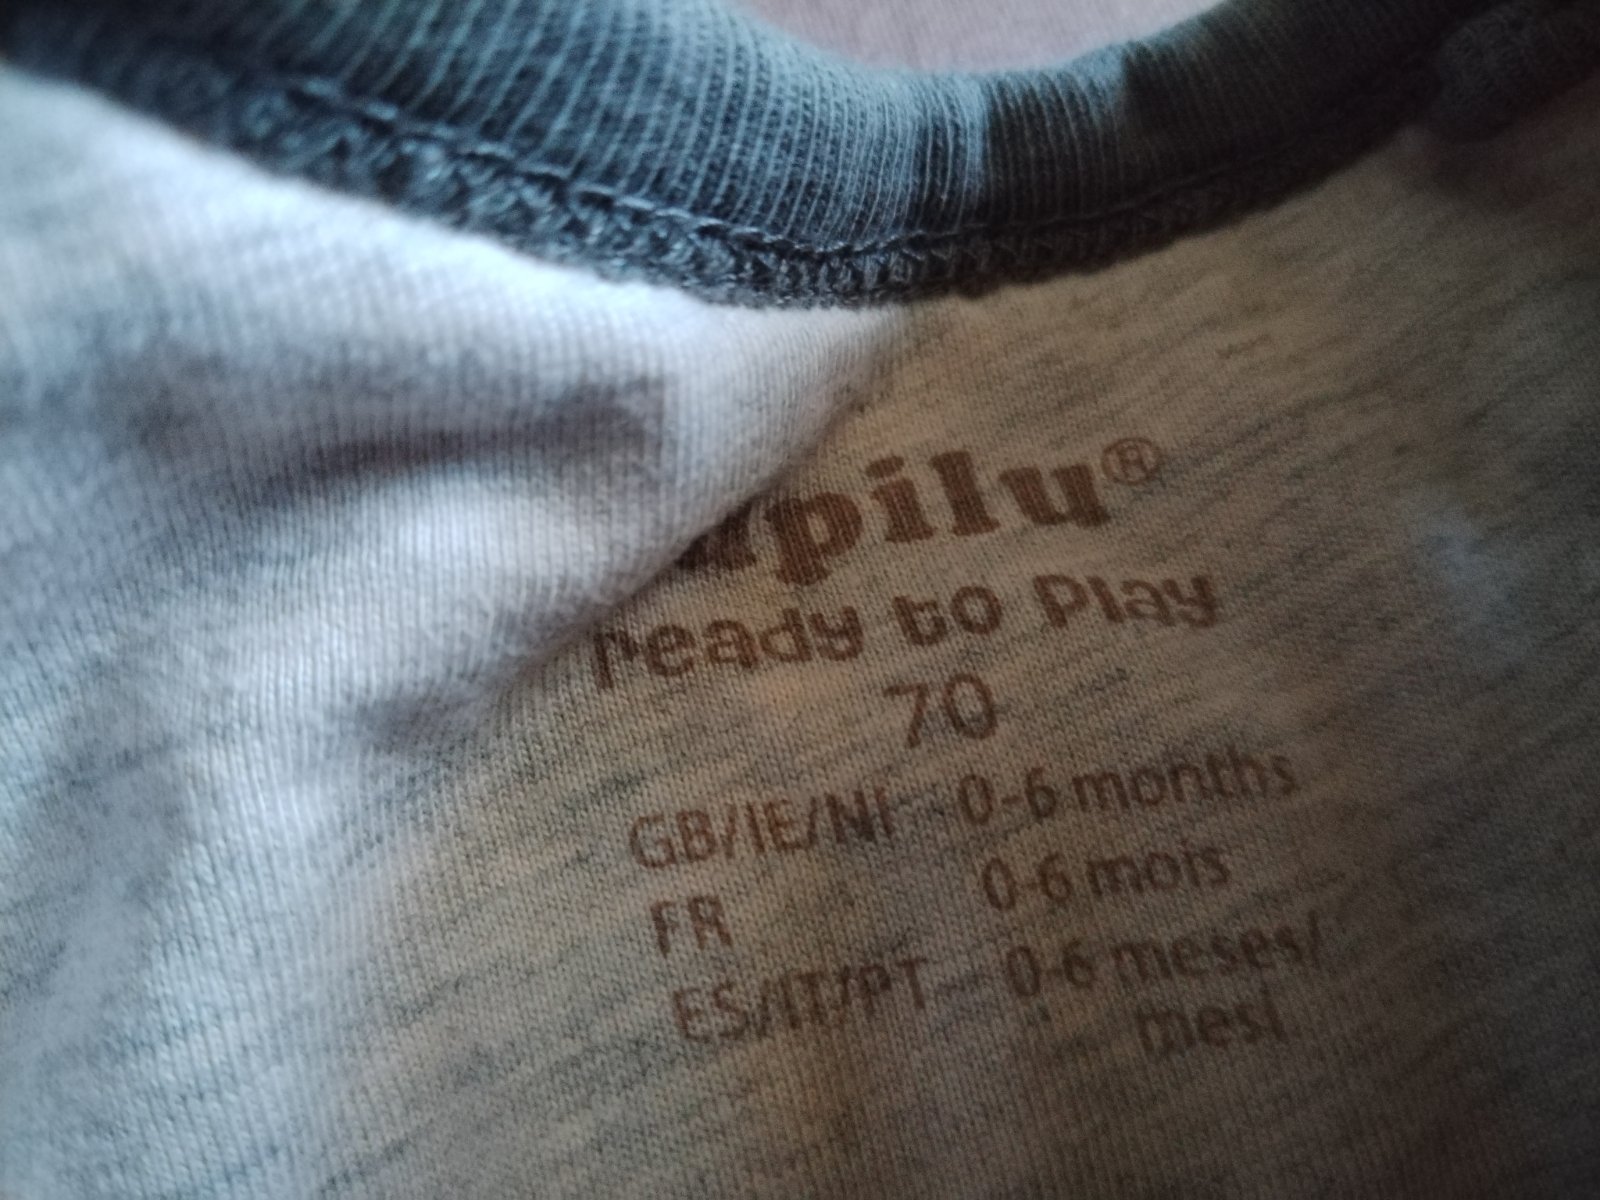 upilu®
ready to play
70
GB/IE/NI 0-6 months
FR 0-6 mois
ES/IT/PT 0-6 meses/
mesi